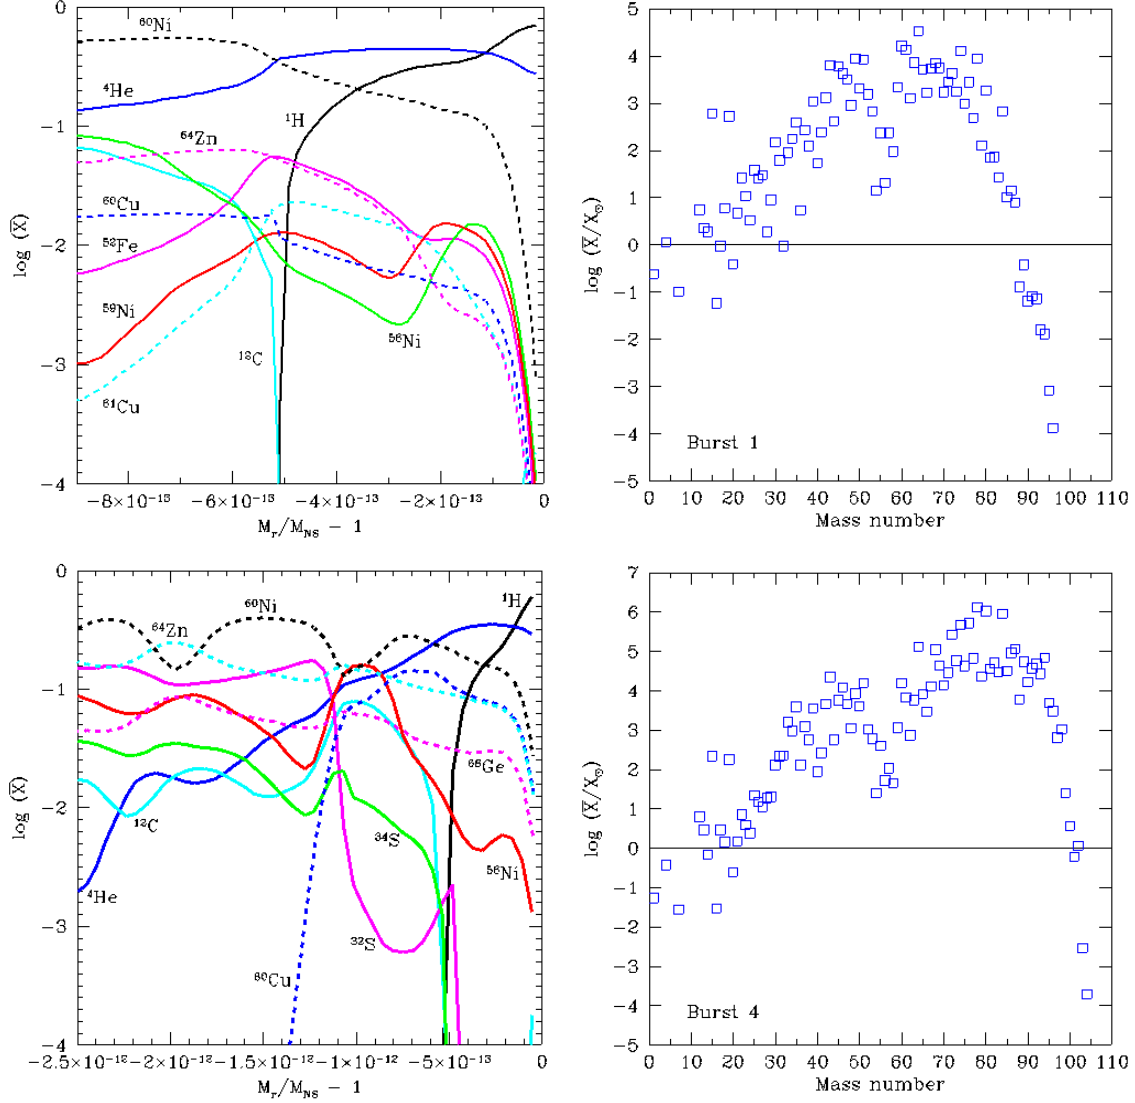 0
−1
−2
−3
−4
log (X̅)
⁶⁰Ni
⁴He
¹H
⁶⁴Zn
⁶⁰Cu
⁵²Fe
⁵⁹Ni
⁵⁶Ni
¹²C
⁶¹Cu
−8×10⁻¹³ −6×10⁻¹³ −4×10⁻¹³ −2×10⁻¹³ 0
Mᵣ/M_NS − 1
5
4
3
2
1
0
−1
−2
−3
−4
−5
log (X̅/X☉)
Burst 1
0 10 20 30 40 50 60 70 80 90 100 110
Mass number
0
−1
−2
−3
−4
log (X̅)
⁶⁰Ni
¹H
⁶⁴Zn
⁶⁸Ge
¹²C
³⁴S
⁵⁶Ni
⁴He
³²S
⁶⁰Cu
−2.5×10⁻¹² −2×10⁻¹² −1.5×10⁻¹² −1×10⁻¹² −5×10⁻¹³ 0
Mᵣ/M_NS − 1
7
6
5
4
3
2
1
0
−1
−2
−3
−4
−5
log (X̅/X☉)
Burst 4
0 10 20 30 40 50 60 70 80 90 100 110
Mass number